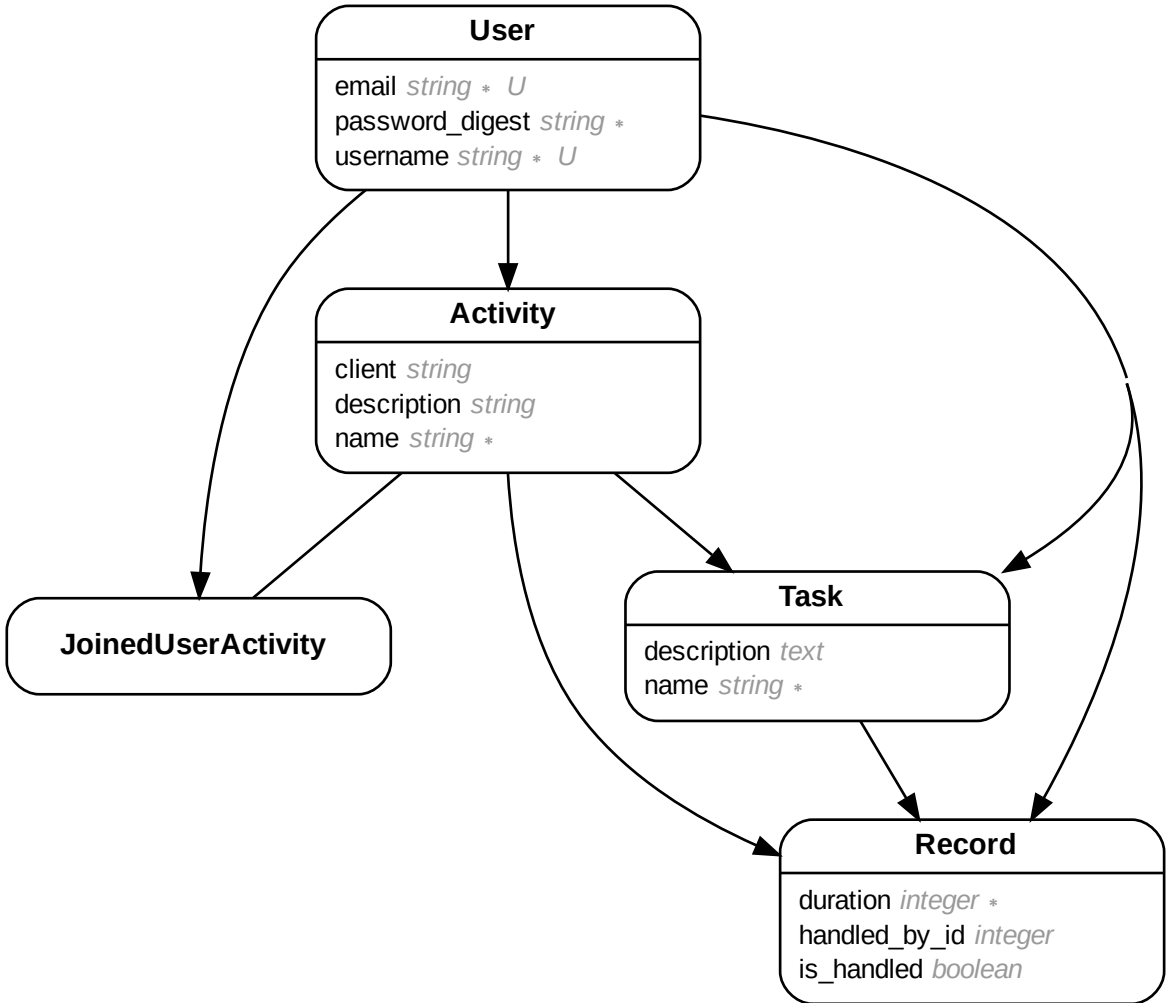 User
email string * U
password_digest string *
username string * U
Activity
client string
description string
name string *
JoinedUserActivity
Task
description text
name string *
Record
duration integer *
handled_by_id integer
is_handled boolean